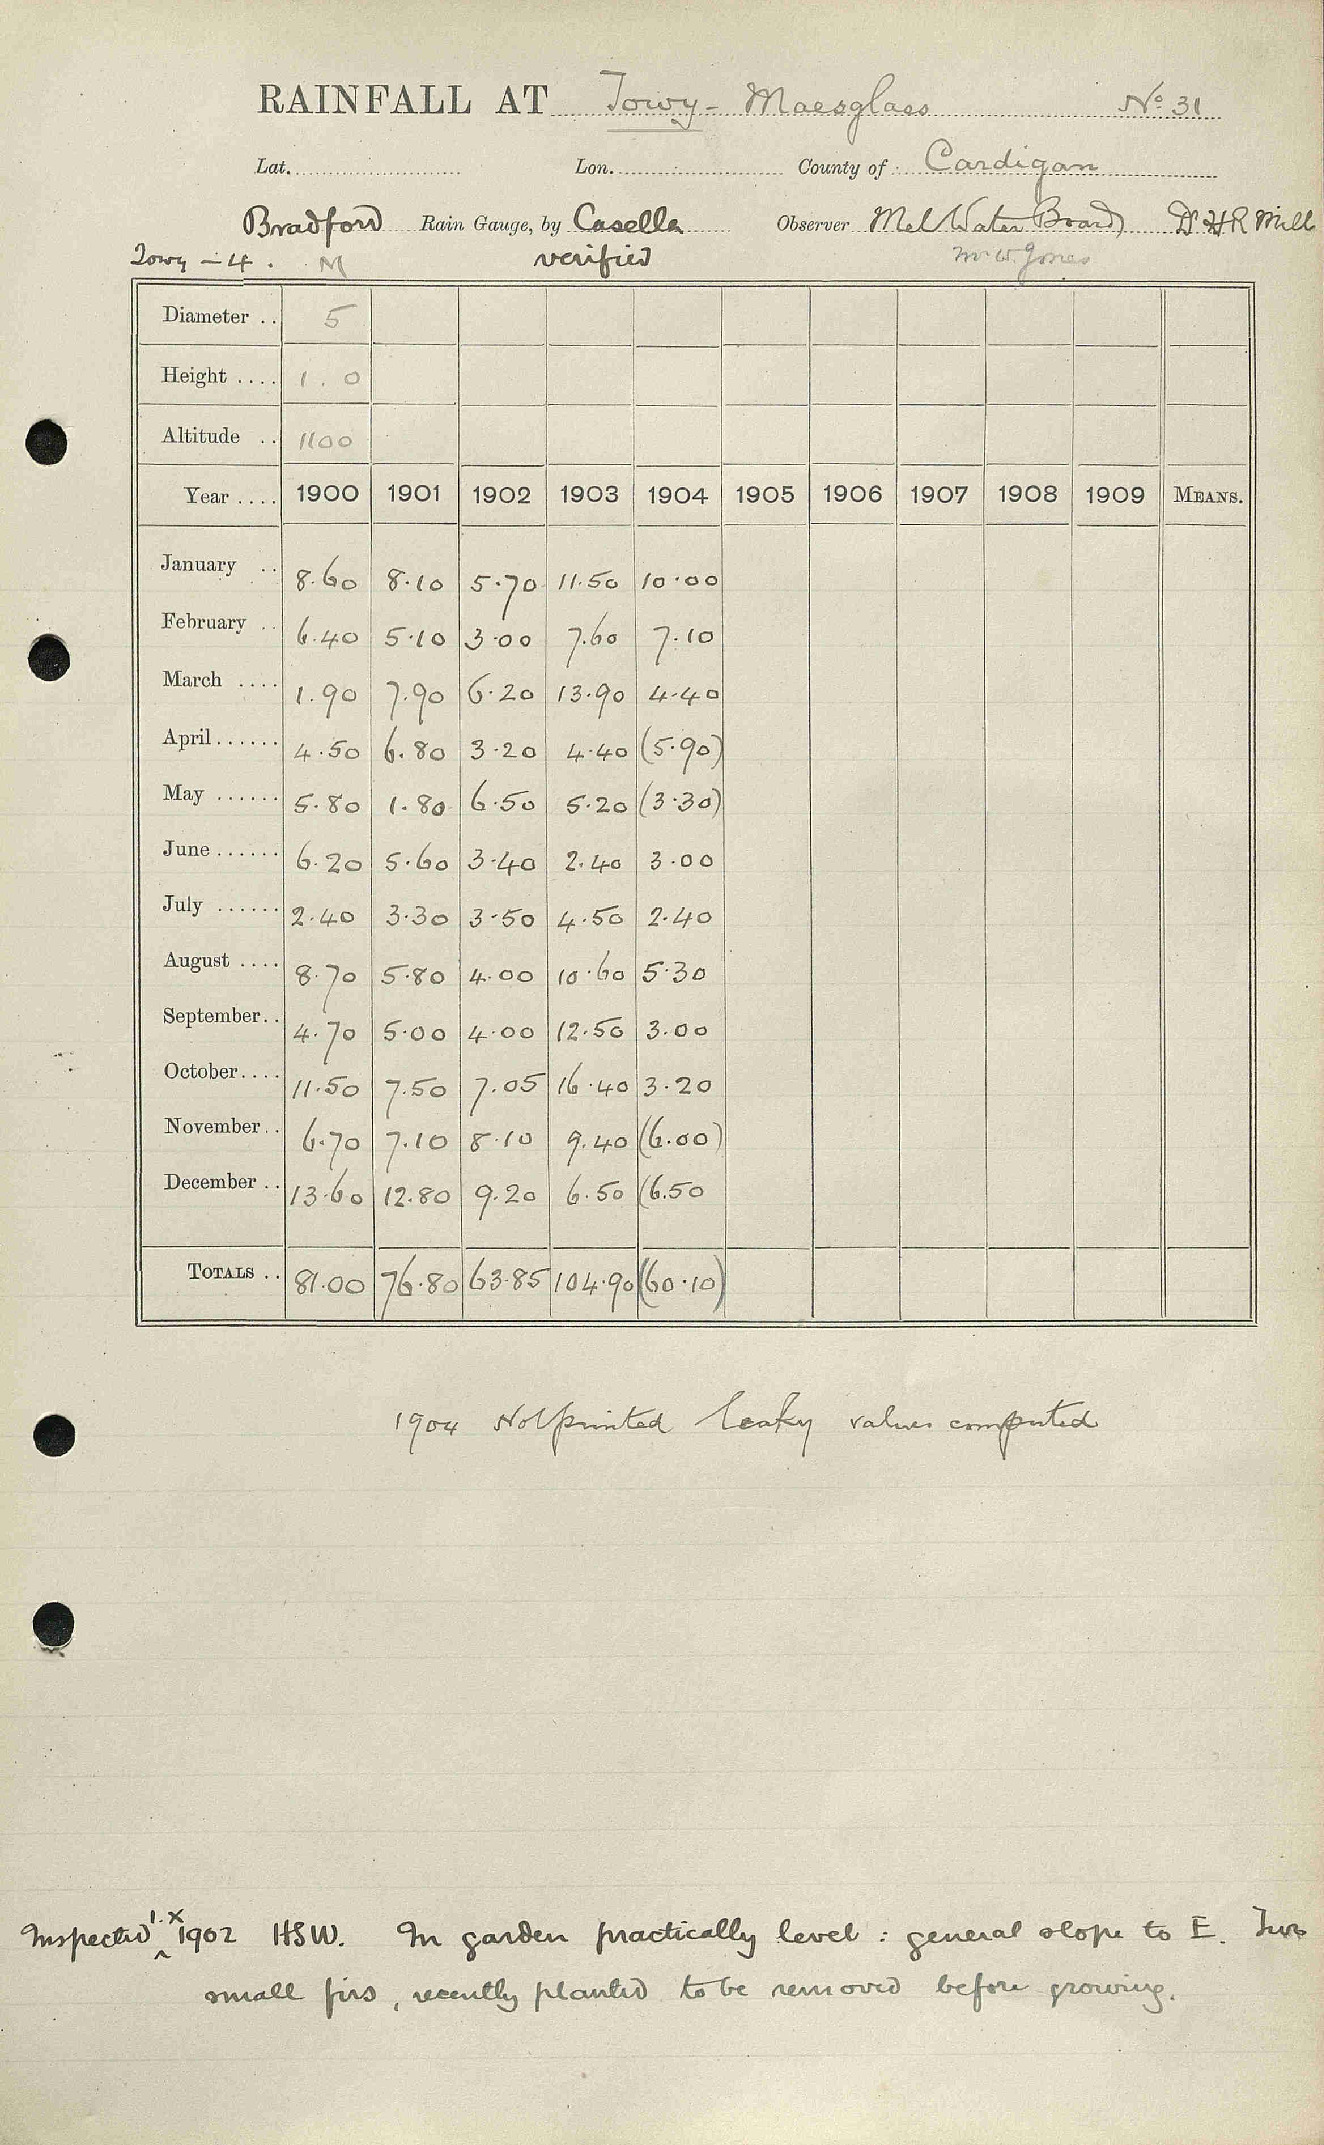 RAINFALL AT Towy - Maesglass No 31
Lat. Lon. County of Cardigan
Bradford Rain Gauge, by Casella Observer Met Water Board Dr HR Mill
Towy - 4. M verified Mr W. Jones
Diameter .. 5
Height .... 1.0
Altitude .. 1100
Year .... 1900 1901 1902 1903 1904 1905 1906 1907 1908 1909 MEANS.
January .. 8.60 8.10 5.70 11.50 10.00
February .. 6.40 5.10 3.00 7.60 7.10
March .... 1.90 7.90 6.20 13.90 4.40
April...... 4.50 6.80 3.20 4.40 (5.90)
May ...... 5.80 1.80 6.50 5.20 (3.30)
June...... 6.20 5.60 3.40 2.40 3.00
July ...... 2.40 3.30 3.50 4.50 2.40
August .... 8.70 5.80 4.00 10.60 5.30
September.. 4.70 5.00 4.00 12.50 3.00
October.... 11.50 7.50 7.05 16.40 3.20
November.. 6.70 7.10 8.10 9.40 (6.00)
December .. 13.60 12.80 9.20 6.50 (6.50
TOTALS .. 81.00 76.80 63.85 104.90 (60.10)
1904 Not printed leaky values computed
Inspected 1.X 1902 HSW. In garden practically level : general slope to E. Two
small firs, recently planted to be removed before growing.